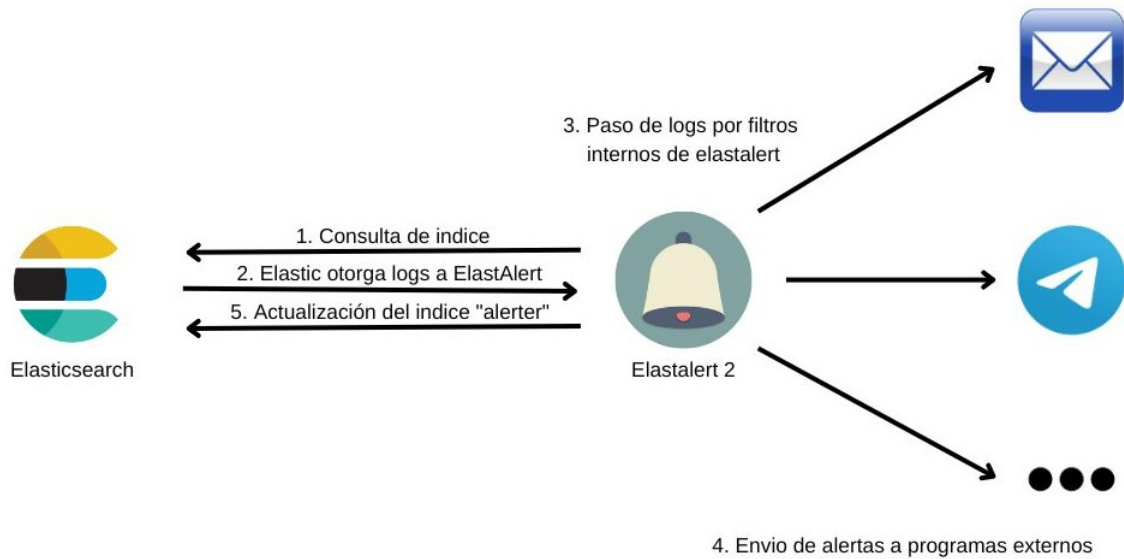 3. Paso de logs por filtros
internos de elastalert
1. Consulta de indice
2. Elastic otorga logs a ElastAlert
5. Actualización del indice "alerter"
Elasticsearch
Elastalert 2
4. Envio de alertas a programas externos